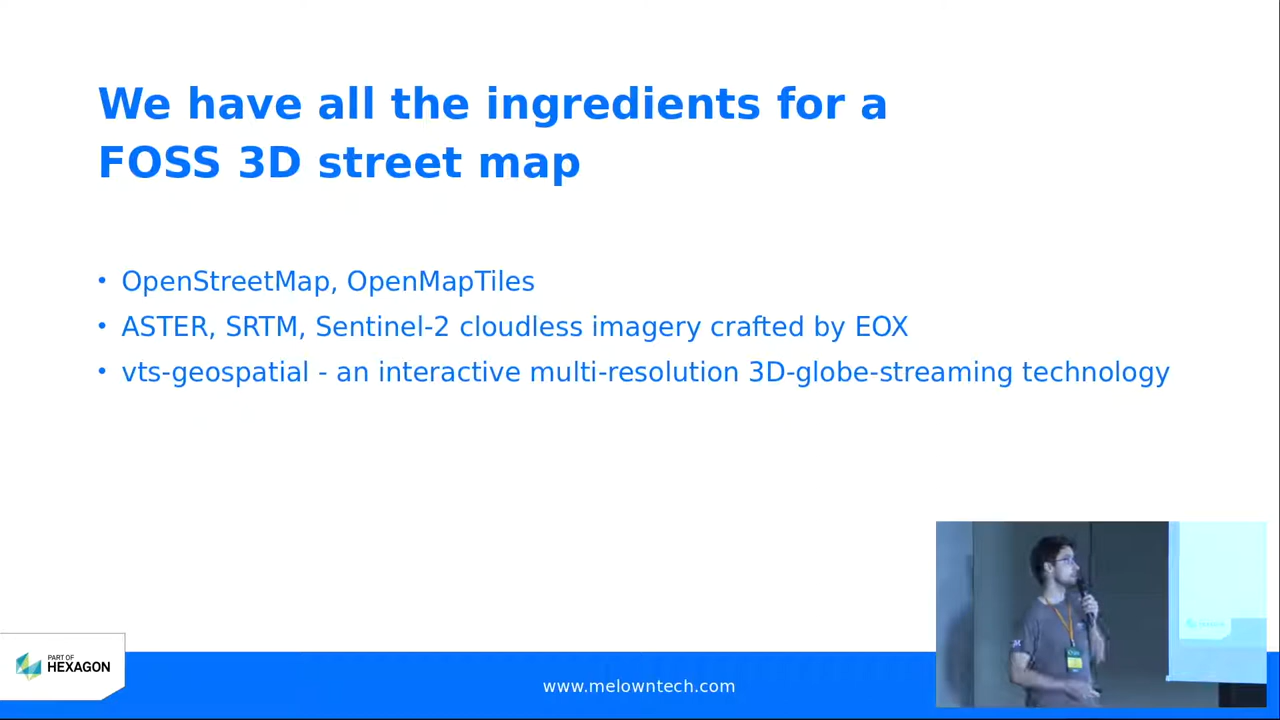 We have all the ingredients for a
FOSS 3D street map
• OpenStreetMap, OpenMapTiles
• ASTER, SRTM, Sentinel-2 cloudless imagery crafted by EOX
• vts-geospatial - an interactive multi-resolution 3D-globe-streaming technology
PART OF
HEXAGON
www.melowntech.com